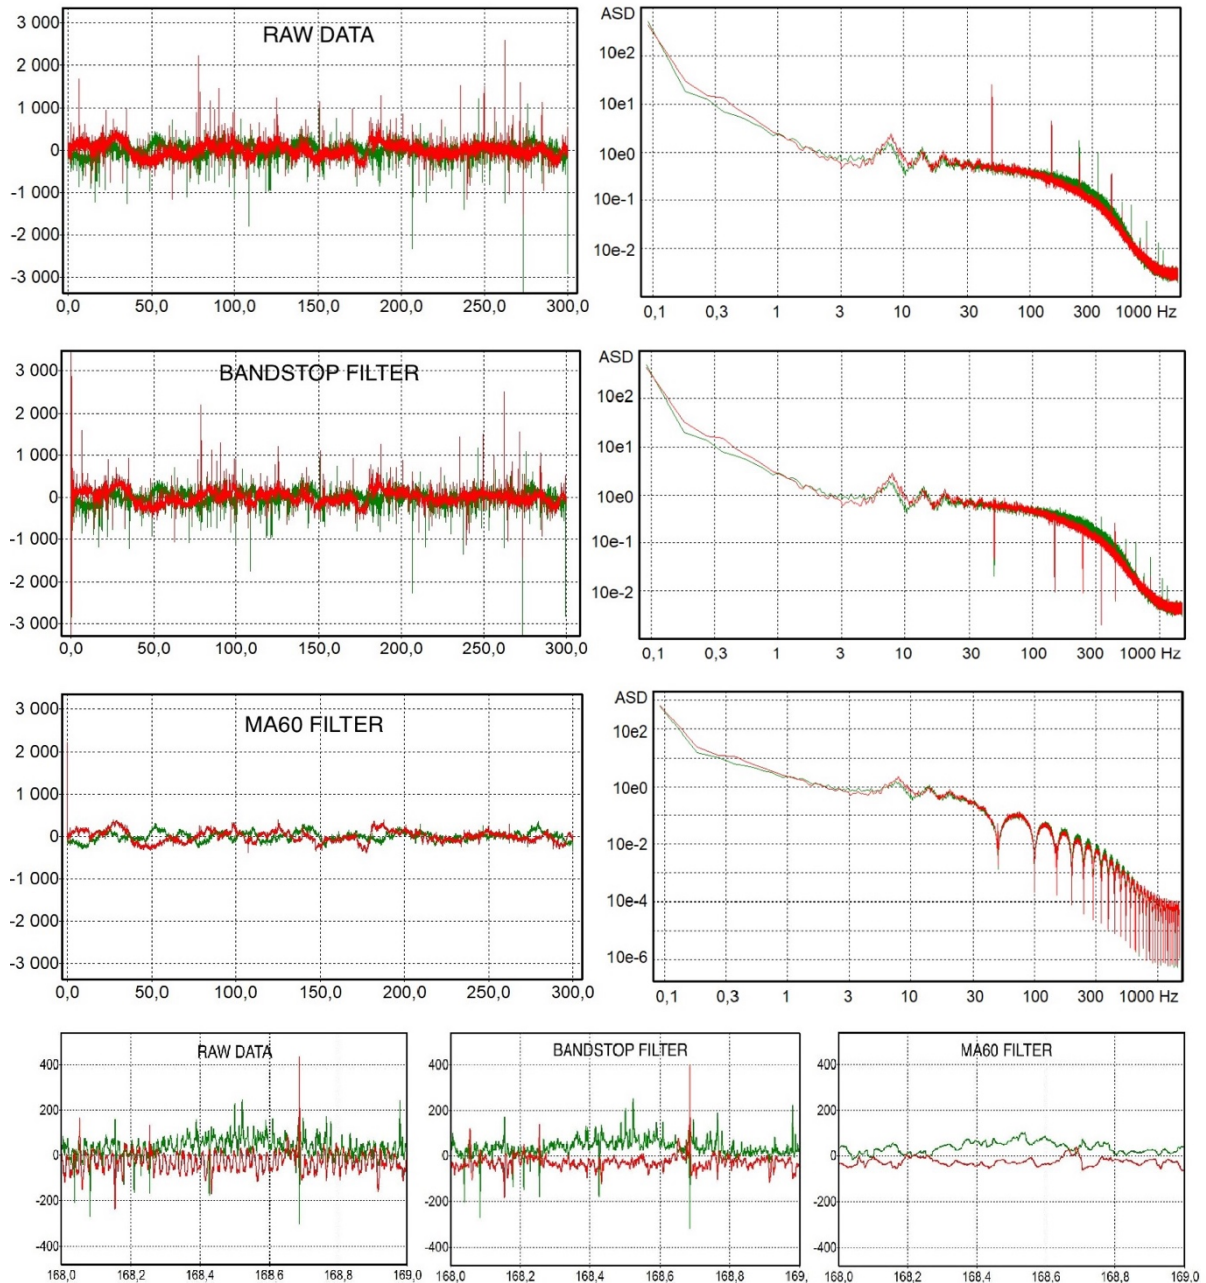 RAW DATA
3 000
2 000
1 000
0
-1 000
-2 000
-3 000
0,0 50,0 100,0 150,0 200,0 250,0 300,0
ASD
10e2
10e1
10e0
10e-1
10e-2
0,1 0,3 1 3 10 30 100 300 1000 Hz
BANDSTOP FILTER
3 000
2 000
1 000
0
-1 000
-2 000
-3 000
0,0 50,0 100,0 150,0 200,0 250,0 300,0
ASD
10e2
10e1
10e0
10e-1
10e-2
0,1 0,3 1 3 10 30 100 300 1000 Hz
MA60 FILTER
3 000
2 000
1 000
0
-1 000
-2 000
-3 000
0,0 50,0 100,0 150,0 200,0 250,0 300,0
ASD
10e2
10e0
10e-2
10e-4
10e-6
0,1 0,3 1 3 10 30 100 300 1000 Hz
RAW DATA
400
200
0
-200
-400
168,0 168,2 168,4 168,6 168,8 169,0
BANDSTOP FILTER
400
200
0
-200
-400
168,0 168,2 168,4 168,6 168,8 169,
MA60 FILTER
400
200
0
-200
-400
168,0 168,2 168,4 168,6 168,8 169,0